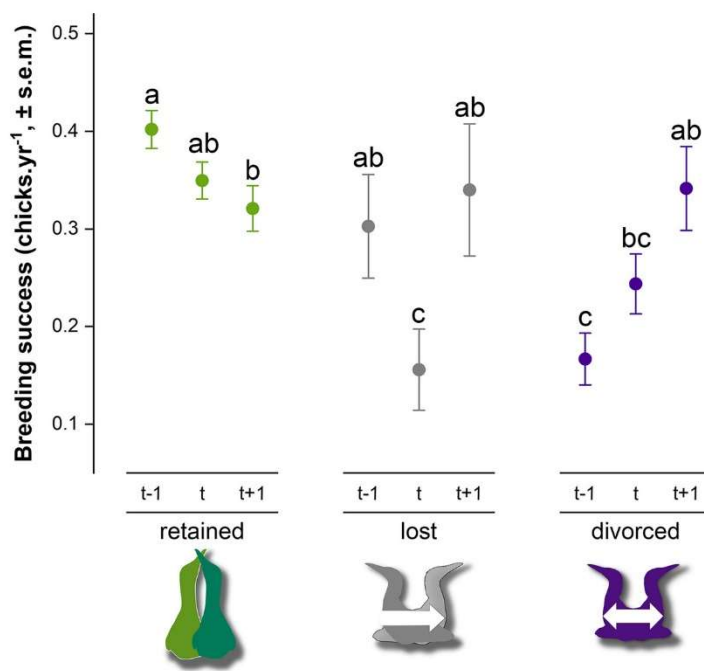 Breeding success (chicks.yr-1, ± s.e.m.)
0.5
0.4
0.3
0.2
0.1
a
ab
b
ab
c
ab
c
bc
ab
t-1 t t+1
t-1 t t+1
t-1 t t+1
retained
lost
divorced